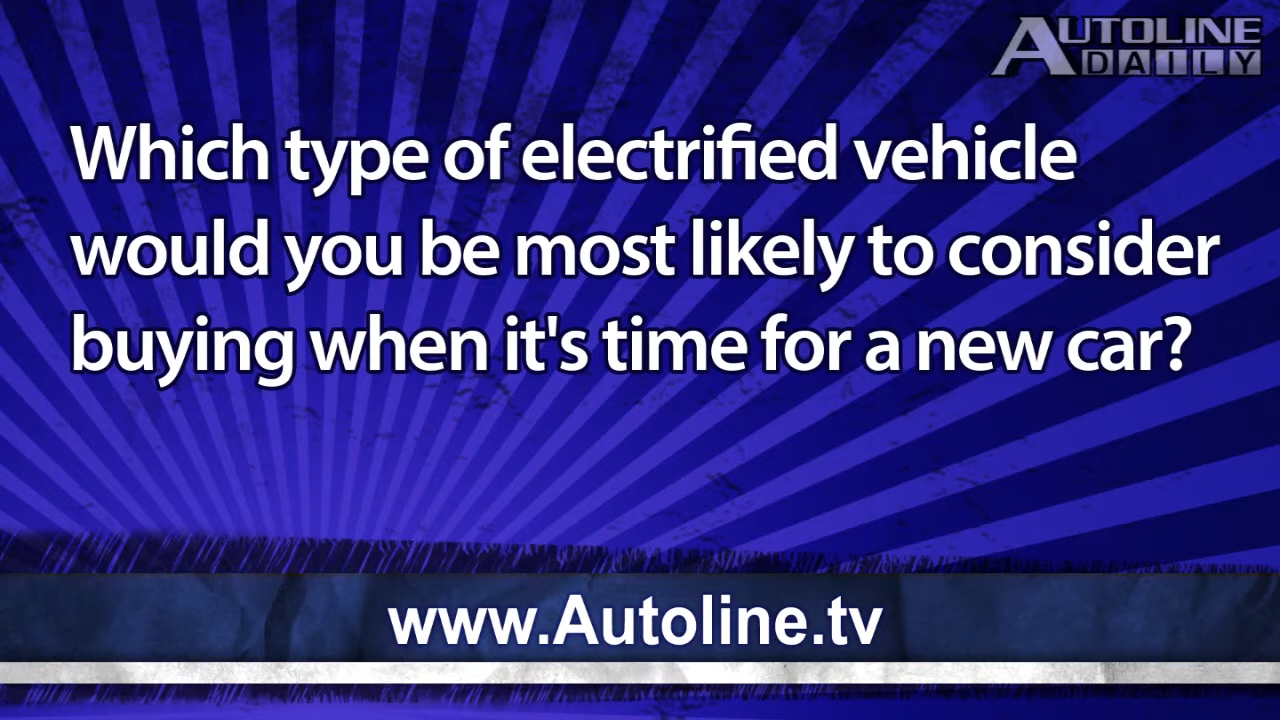 AUTOLINE
DAILY
Which type of electrified vehicle
would you be most likely to consider
buying when it's time for a new car?
www.Autoline.tv